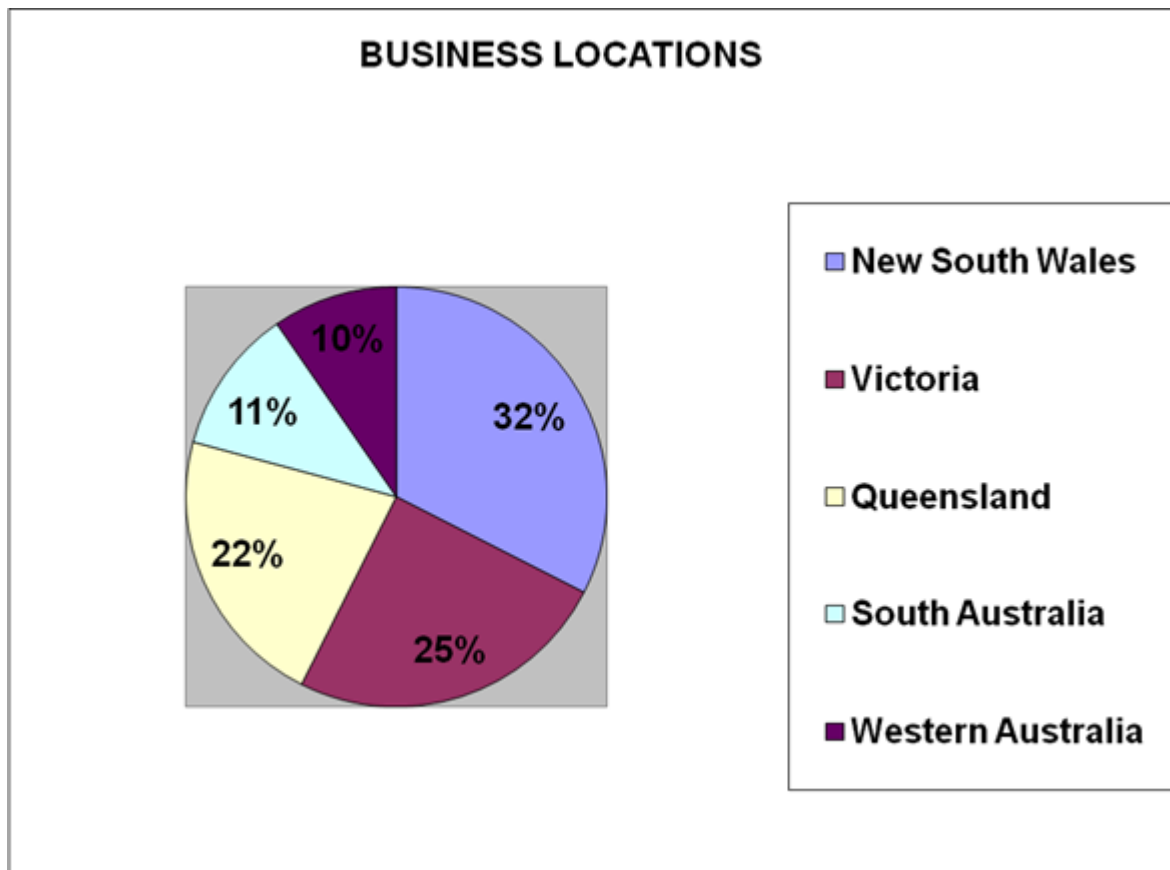 BUSINESS LOCATIONS
10%
32%
11%
22%
25%
New South Wales
Victoria
Queensland
South Australia
Western Australia